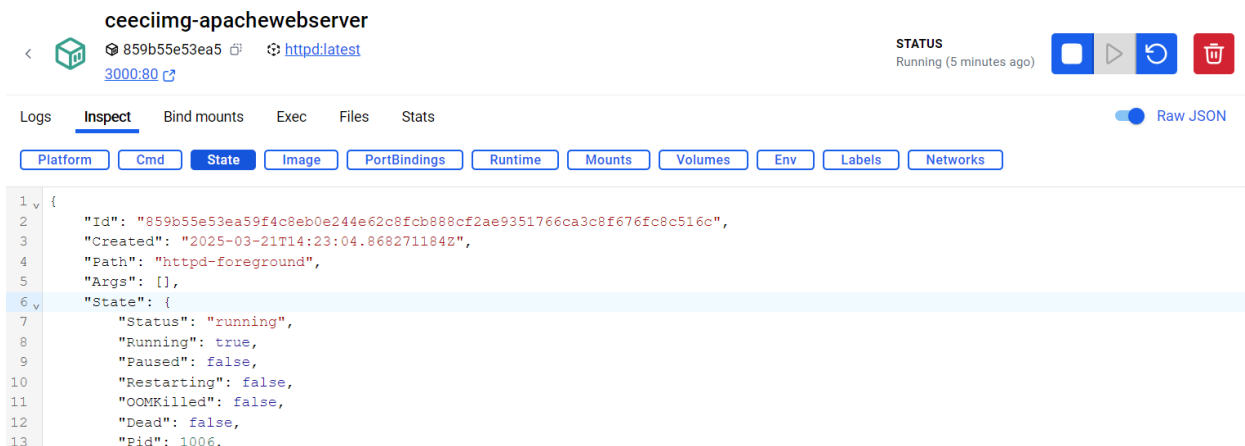 ceeciimg-apachewebserver
859b55e53ea5 httpd:latest
3000:80
STATUS
Running (5 minutes ago)
Logs Inspect Bind mounts Exec Files Stats
Raw JSON
Platform Cmd State Image PortBindings Runtime Mounts Volumes Env Labels Networks
1 {
2 "Id": "859b55e53ea59f4c8eb0e244e62c8fcb888cf2ae9351766ca3c8f676fc8c516c",
3 "Created": "2025-03-21T14:23:04.868271184Z",
4 "Path": "httpd-foreground",
5 "Args": [],
6 "State": {
7 "Status": "running",
8 "Running": true,
9 "Paused": false,
10 "Restarting": false,
11 "OOMKilled": false,
12 "Dead": false,
13 "Pid": 1006,